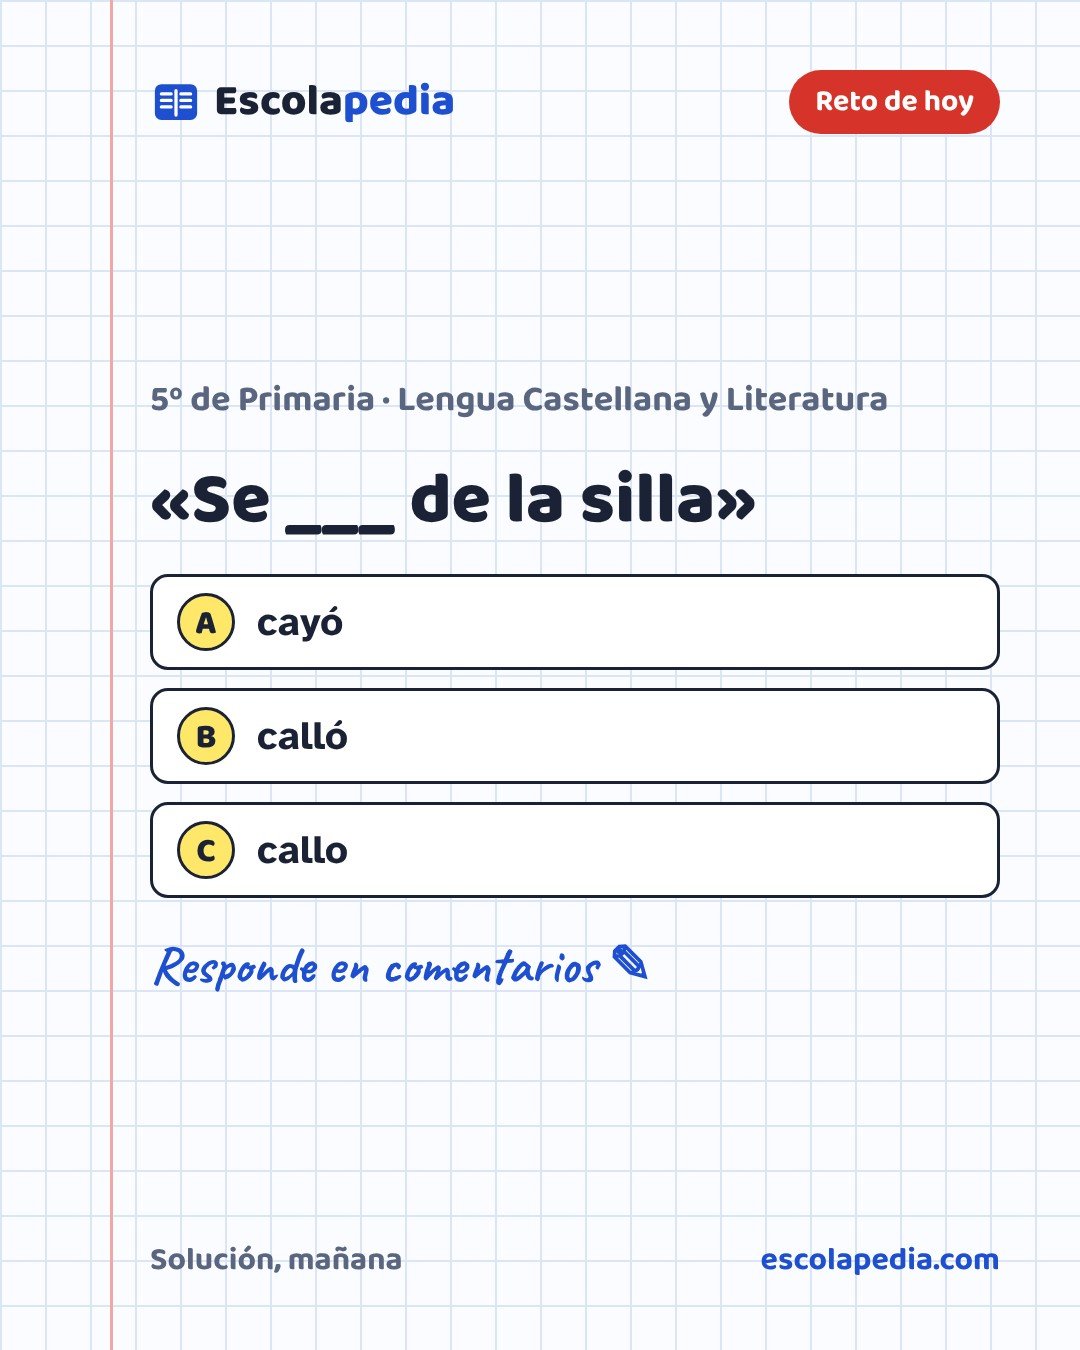 Escolapedia
Reto de hoy
5º de Primaria · Lengua Castellana y Literatura
«Se ___ de la silla»
A cayó
B calló
C callo
Responde en comentarios ✎
Solución, mañana
escolapedia.com